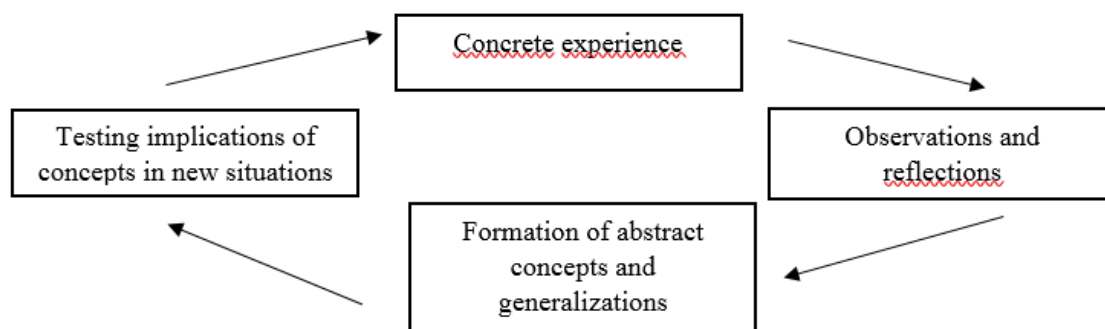 Concrete experience
Testing implications of
concepts in new situations
Observations and
reflections
Formation of abstract
concepts and
generalizations